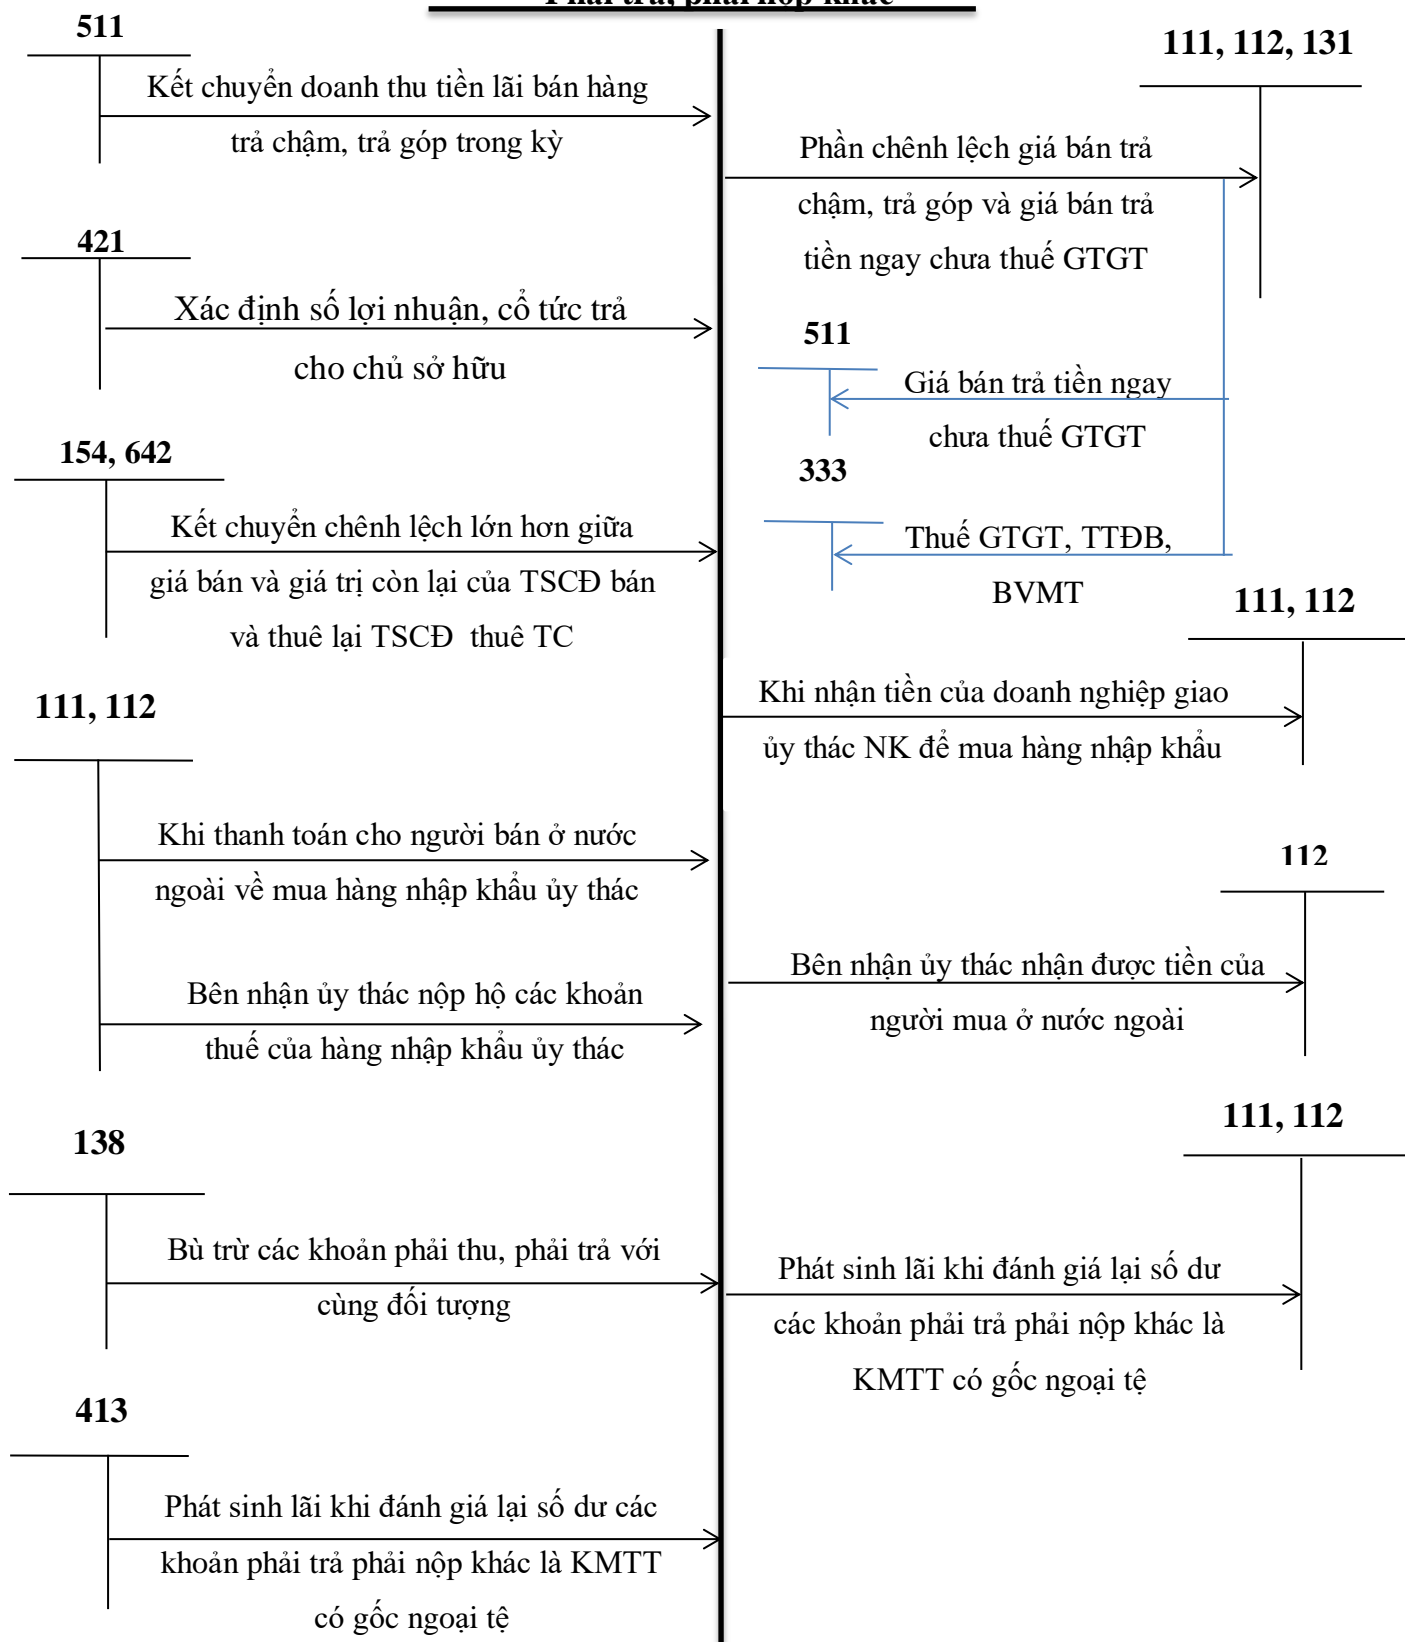 Phải trả, phải nộp khác
511
Kết chuyển doanh thu tiền lãi bán hàng
trả chậm, trả góp trong kỳ
421
Xác định số lợi nhuận, cổ tức trả
cho chủ sở hữu
154, 642
Kết chuyển chênh lệch lớn hơn giữa
giá bán và giá trị còn lại của TSCĐ bán
và thuê lại TSCĐ thuê TC
111, 112
Khi thanh toán cho người bán ở nước
ngoài về mua hàng nhập khẩu ủy thác
Bên nhận ủy thác nộp hộ các khoản
thuế của hàng nhập khẩu ủy thác
138
Bù trừ các khoản phải thu, phải trả với
cùng đối tượng
413
Phát sinh lãi khi đánh giá lại số dư các
khoản phải trả phải nộp khác là KMTT
có gốc ngoại tệ
111, 112, 131
Phần chênh lệch giá bán trả
chậm, trả góp và giá bán trả
tiền ngay chưa thuế GTGT
511
Giá bán trả tiền ngay
chưa thuế GTGT
333
Thuế GTGT, TTĐB,
BVMT
111, 112
Khi nhận tiền của doanh nghiệp giao
ủy thác NK để mua hàng nhập khẩu
112
Bên nhận ủy thác nhận được tiền của
người mua ở nước ngoài
111, 112
Phát sinh lãi khi đánh giá lại số dư
các khoản phải trả phải nộp khác là
KMTT có gốc ngoại tệ